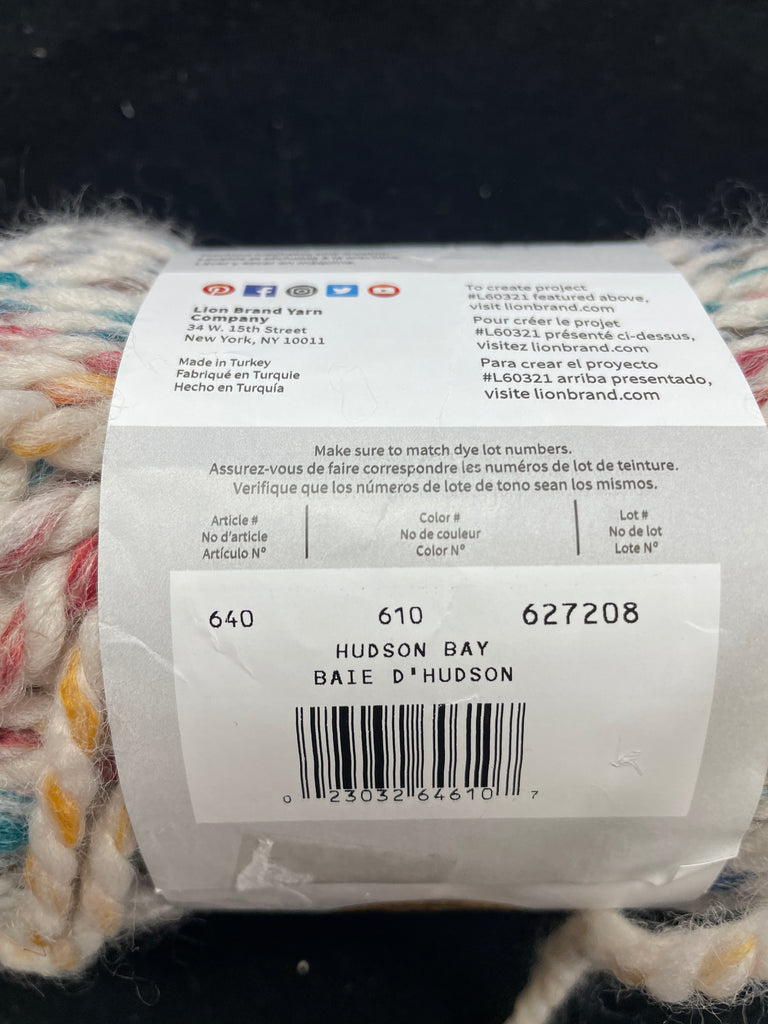 Lion Brand Yarn
Company
34 W. 15th Street
New York, NY 10011
Made in Turkey
Fabriqué en Turquie
Hecho en Turquía
To create project
#L60321 featured above,
visit lionbrand.com
Pour créer le projet
#L60321 présenté ci-dessus,
visitez lionbrand.com
Para crear el proyecto
#L60321 arriba presentado,
visite lionbrand.com
Make sure to match dye lot numbers.
Assurez-vous de faire correspondre les numéros de lot de teinture.
Verifique que los números de lote de tono sean los mismos.
Article #
No d'article
Artículo Nº
Color #
No de couleur
Color Nº
Lot #
No de lot
Lote Nº
640 610 627208
HUDSON BAY
BAIE D'HUDSON
0 23032 64610 7